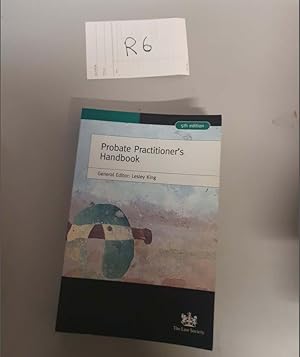 R6
5th edition
Probate Practitioner's
Handbook
General Editor: Lesley King
The Law Society